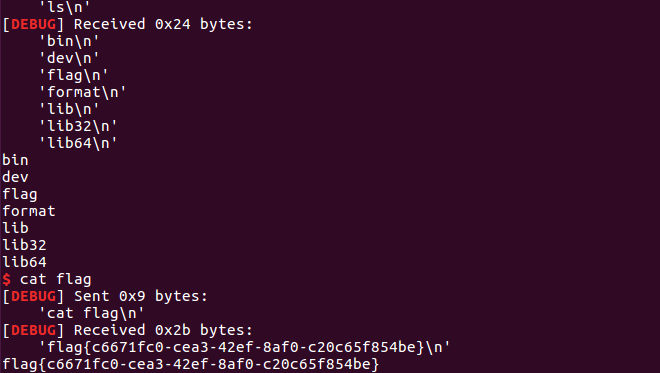 'ls\n'
[DEBUG] Received 0x24 bytes:
'bin\n'
'dev\n'
'flag\n'
'format\n'
'lib\n'
'lib32\n'
'lib64\n'
bin
dev
flag
format
lib
lib32
lib64
$ cat flag
[DEBUG] Sent 0x9 bytes:
'cat flag\n'
[DEBUG] Received 0x2b bytes:
'flag{c6671fc0-cea3-42ef-8af0-c20c65f854be}\n'
flag{c6671fc0-cea3-42ef-8af0-c20c65f854be}